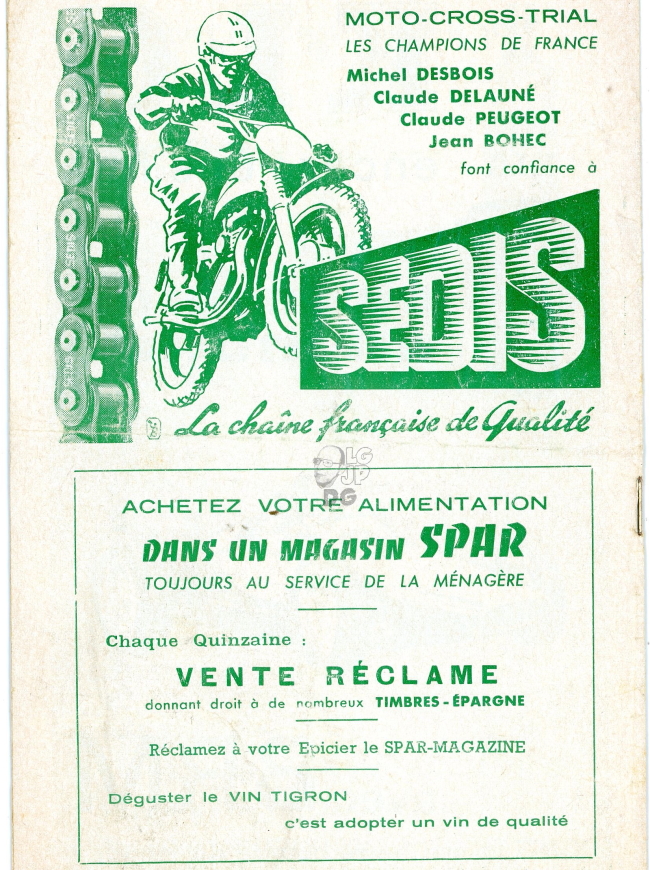 MOTO-CROSS-TRIAL
LES CHAMPIONS DE FRANCE
Michel DESBOIS
Claude DELAUNÉ
Claude PEUGEOT
Jean BOHEC
font confiance à
SEDIS
La chaîne française de Qualité
LG
JP
DG
ACHETEZ VOTRE ALIMENTATION
DANS UN MAGASIN SPAR
TOUJOURS AU SERVICE DE LA MÉNAGÈRE
Chaque Quinzaine :
VENTE RÉCLAME
donnant droit à de nombreux TIMBRES-ÉPARGNE
Réclamez à votre Epicier le SPAR-MAGAZINE
Déguster le VIN TIGRON
c'est adopter un vin de qualité